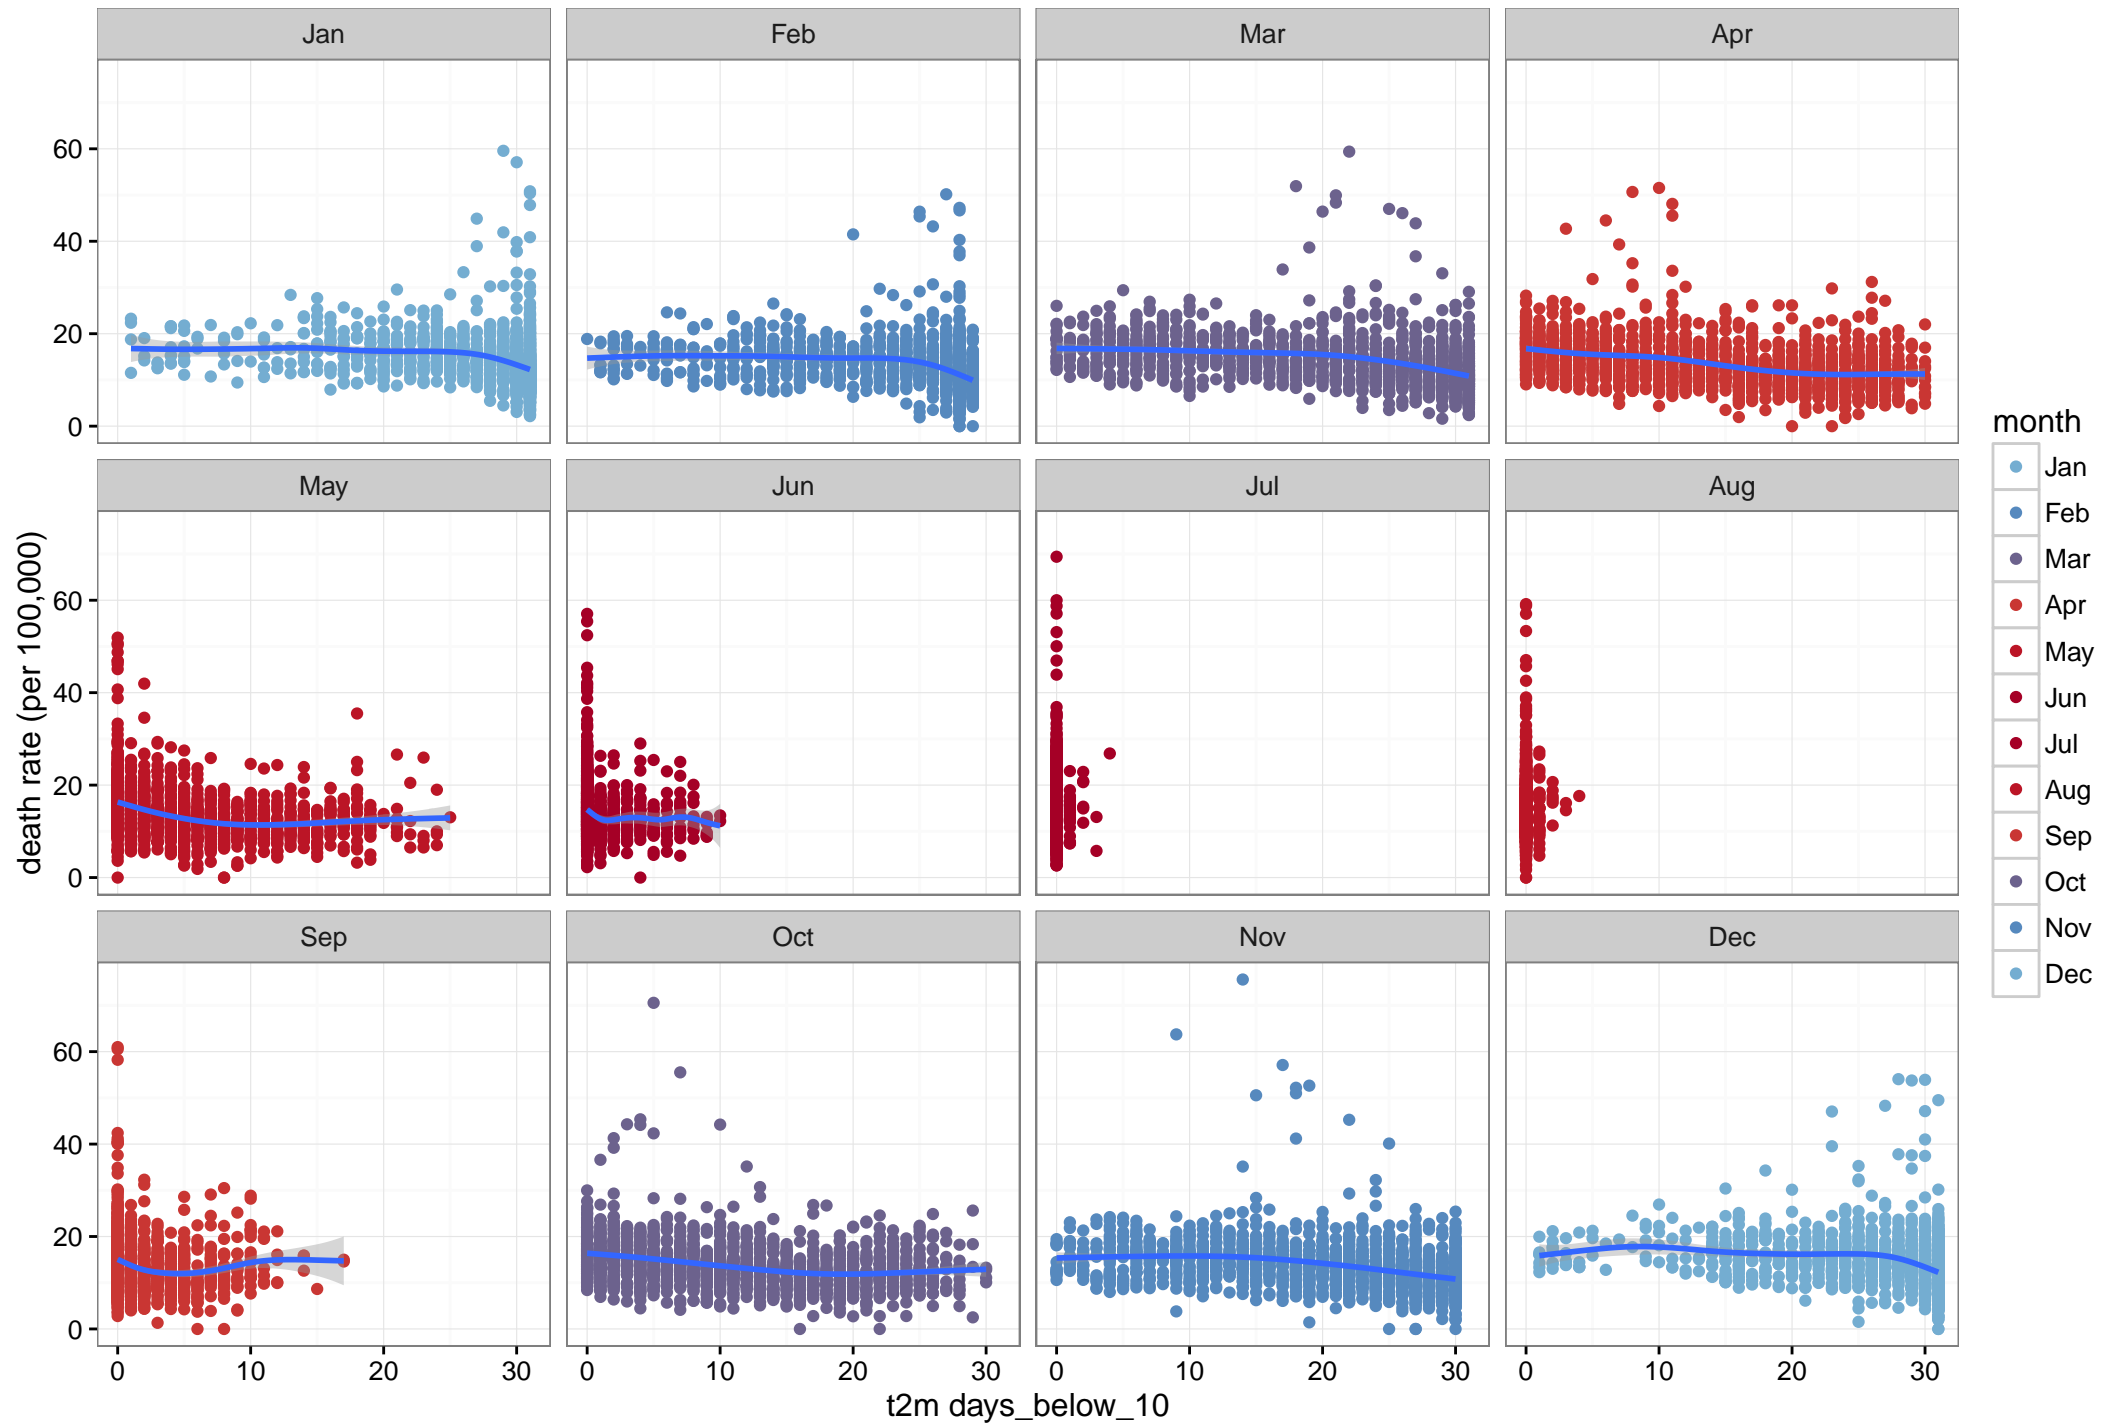 Jan Feb Mar Apr
60
40
20
0
May Jun Jul Aug
60
40
20
0
Sep Oct Nov Dec
60
40
20
0
0 10 20 30 0 10 20 30 0 10 20 30 0 10 20 30
t2m days_below_10
death rate (per 100,000)
month
Jan
Feb
Mar
Apr
May
Jun
Jul
Aug
Sep
Oct
Nov
Dec